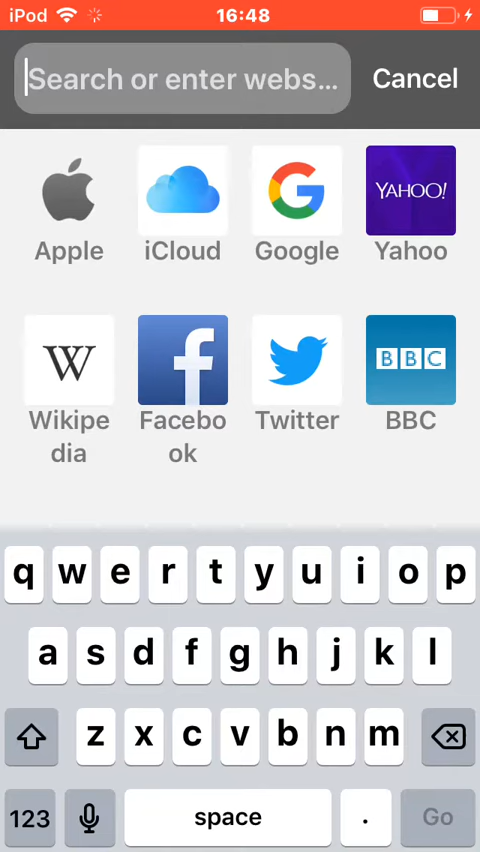 iPod 16:48
Search or enter webs... Cancel
YAHOO!
Apple iCloud Google Yahoo
W f BBC
Wikipe Facebo Twitter BBC
dia ok
q w e r t y u i o p
a s d f g h j k l
z x c v b n m
123 space . Go